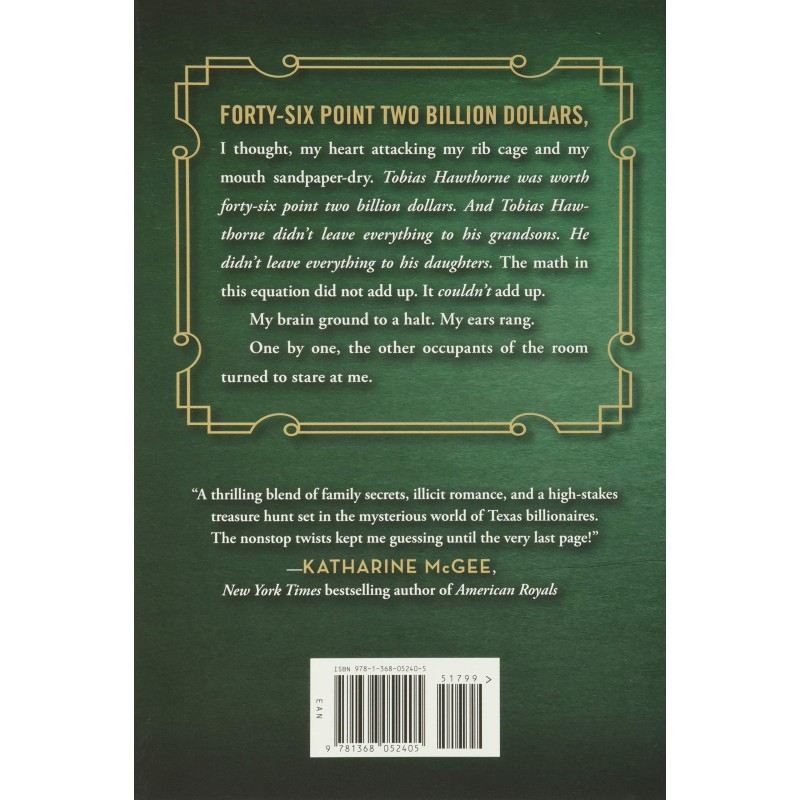 FORTY-SIX POINT TWO BILLION DOLLARS,
I thought, my heart attacking my rib cage and my
mouth sandpaper-dry. Tobias Hawthorne was worth
forty-six point two billion dollars. And Tobias Haw-
thorne didn’t leave everything to his grandsons. He
didn’t leave everything to his daughters. The math in
this equation did not add up. It couldn’t add up.
My brain ground to a halt. My ears rang.
One by one, the other occupants of the room
turned to stare at me.
“A thrilling blend of family secrets, illicit romance, and a high-stakes
treasure hunt set in the mysterious world of Texas billionaires.
The nonstop twists kept me guessing until the very last page!”
—KATHARINE McGEE,
New York Times bestselling author of American Royals
ISBN 978-1-368-05240-5
51799 >
EAN
9 781368 052405